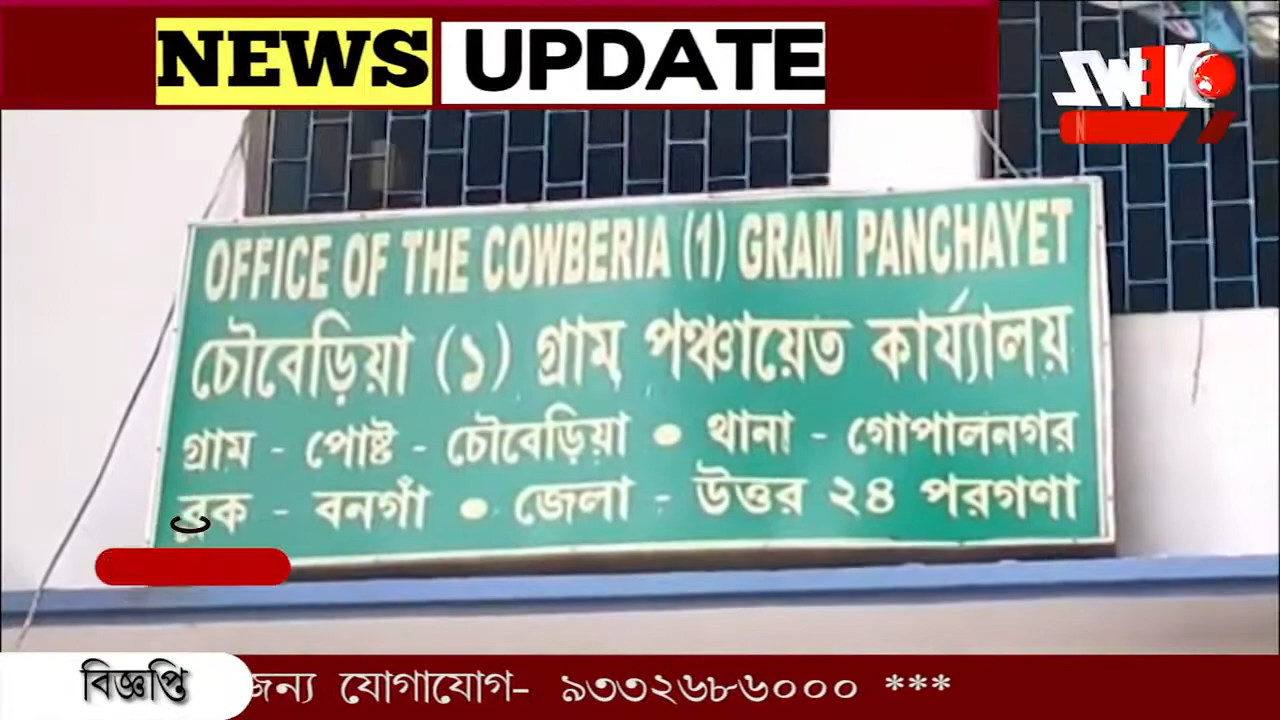 NEWS UPDATE
OFFICE OF THE COWBERIA (1) GRAM PANCHAYET
চৌবেড়িয়া (১) গ্রাম পঞ্চায়েত কার্য্যালয়
গ্রাম - পোষ্ট - চৌবেড়িয়া • থানা - গোপালনগর
ব্লক - বনগাঁ • জেলা - উত্তর ২৪ পরগণা
বিজ্ঞপ্তি জন্য যোগাযোগ- ৯৩৩২৬৮৬০০০ ***